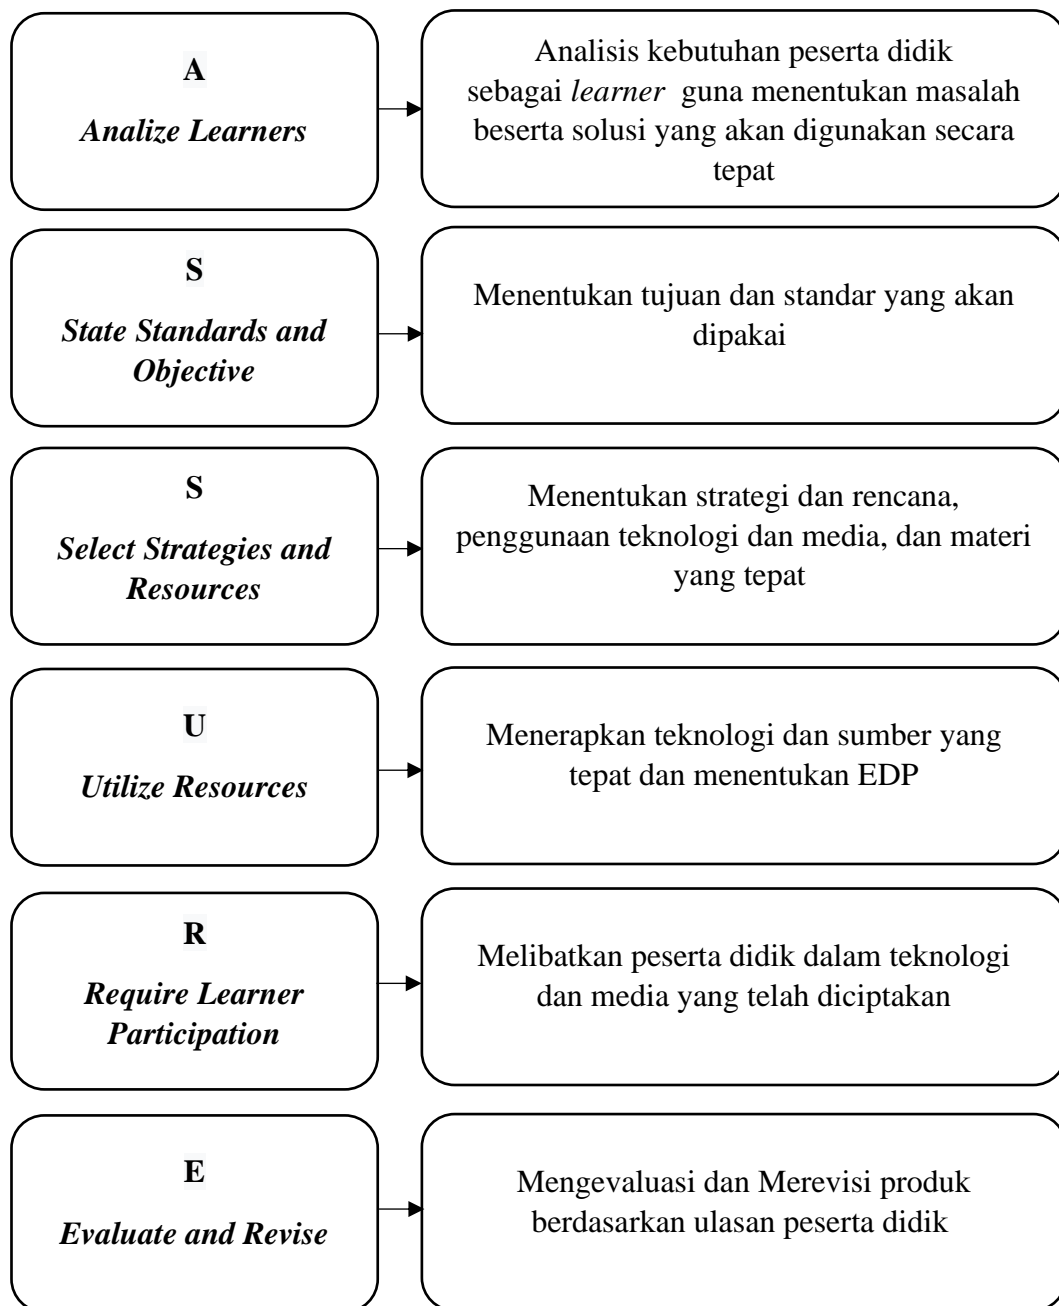 A
Analize Learners
Analisis kebutuhan peserta didik
sebagai learner guna menentukan masalah
beserta solusi yang akan digunakan secara
tepat
S
State Standards and
Objective
Menentukan tujuan dan standar yang akan
dipakai
S
Select Strategies and
Resources
Menentukan strategi dan rencana,
penggunaan teknologi dan media, dan materi
yang tepat
U
Utilize Resources
Menerapkan teknologi dan sumber yang
tepat dan menentukan EDP
R
Require Learner
Participation
Melibatkan peserta didik dalam teknologi
dan media yang telah diciptakan
E
Evaluate and Revise
Mengevaluasi dan Merevisi produk
berdasarkan ulasan peserta didik